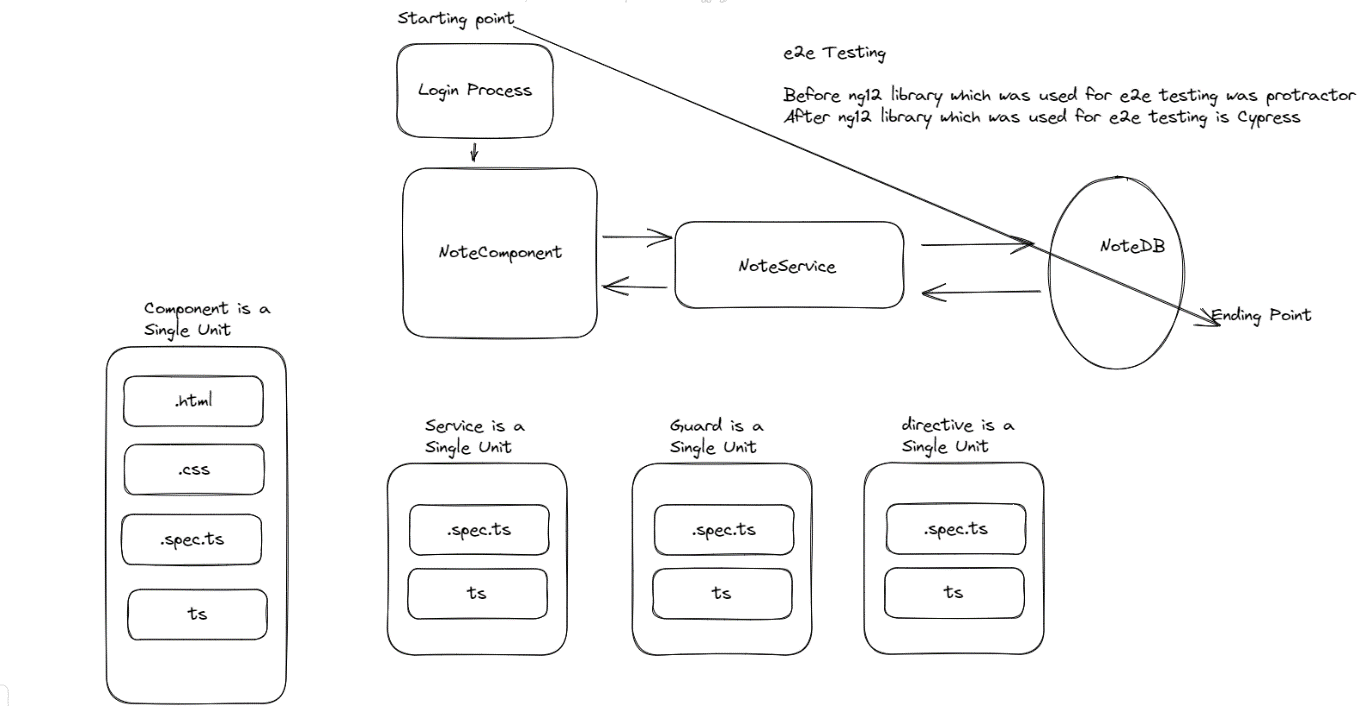 Starting point
Login Process
e2e Testing
Before ng12 library which was used for e2e testing was protractor
After ng12 library which was used for e2e testing is Cypress
NoteComponent
NoteService
NoteDB
Ending Point
Component is a
Single Unit
.html
.css
.spec.ts
ts
Service is a
Single Unit
.spec.ts
ts
Guard is a
Single Unit
.spec.ts
ts
directive is a
Single Unit
.spec.ts
ts